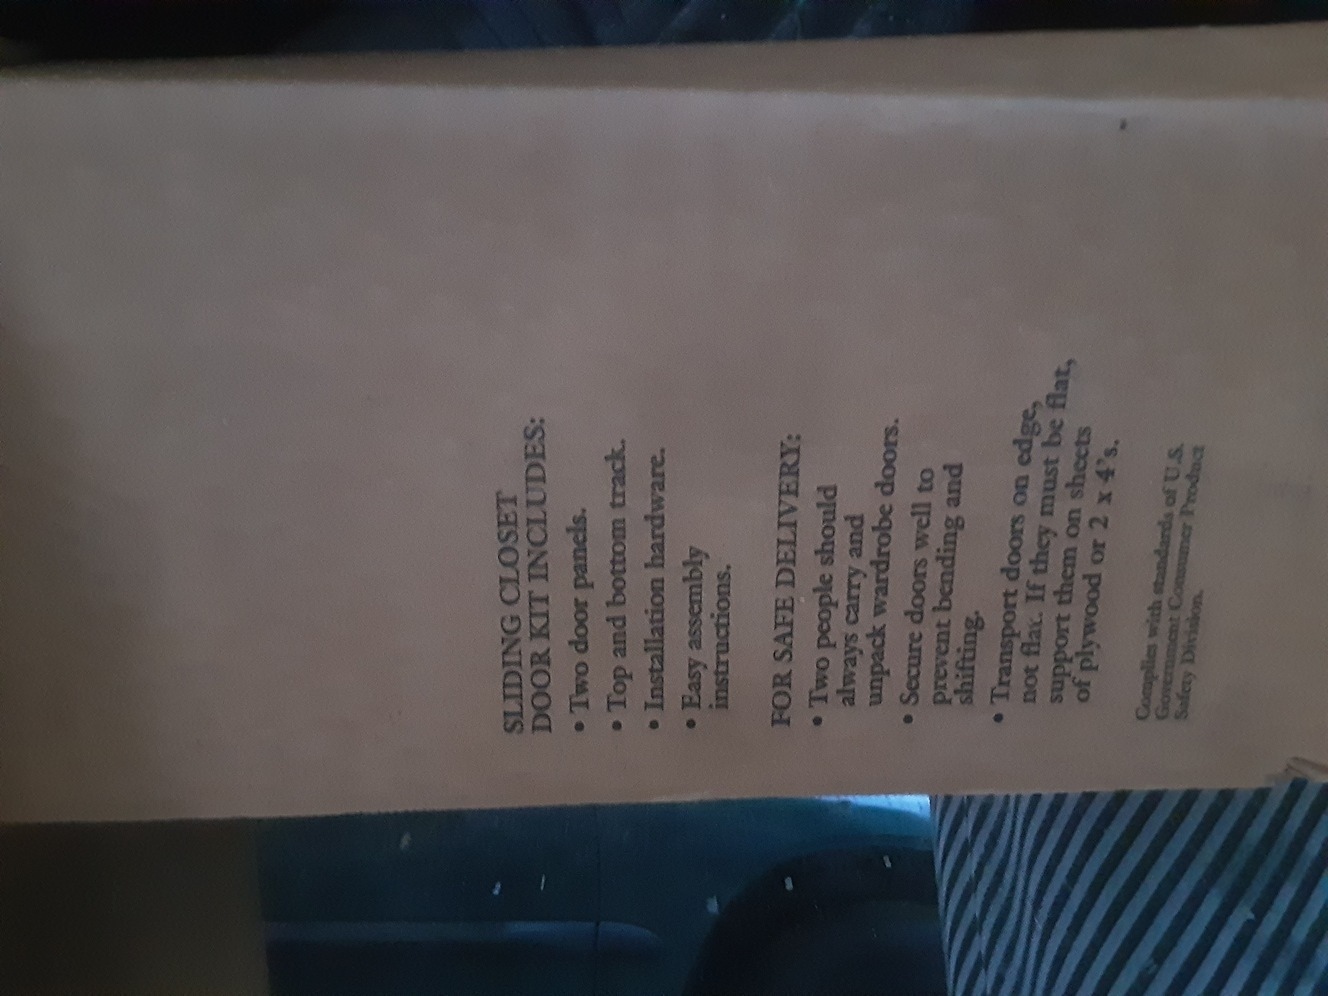 SLIDING CLOSET
DOOR KIT INCLUDES:
• Two door panels.
• Top and bottom track.
• Installation hardware.
• Easy assembly
instructions.
FOR SAFE DELIVERY:
• Two people should
always carry and
unpack wardrobe doors.
• Secure doors well to
prevent bending and
shifting.
• Transport doors on edge,
not flat. If they must be flat,
support them on sheets
of plywood or 2 x 4's.
Complies with standards of U.S.
Government Consumer Product
Safety Division.